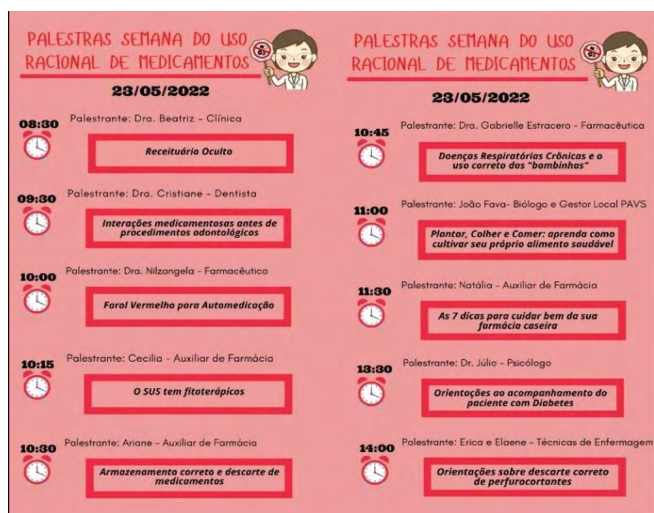 PALESTRAS SEMANA DO USO
RACIONAL DE MEDICAMENTOS
23/05/2022
08:30
Palestrante: Dra. Beatriz - Clínica
Receituário Oculto
09:30
Palestrante: Dra. Cristiane - Dentista
Interações medicamentosas antes de
procedimentos odontológicos
10:00
Palestrante: Dra. Nilzangela - Farmacêutico
Farol Vermelho para Automedicação
10:15
Palestrante: Cecilia - Auxiliar de Farmácia
O SUS tem fitoterápicos
10:30
Palestrante: Ariane - Auxiliar de Farmácia
Armazenamento correto e descarte de
medicamentos
PALESTRAS SEMANA DO USO
RACIONAL DE MEDICAMENTOS
23/05/2022
10:45
Palestrante: Dra. Gabrielle Estracero - Farmacêutica
Doenças Respiratórias Crônicas e o
uso correto das "bombinhas"
11:00
Palestrante: João Fava- Biólogo e Gestor Local PAVS
Plantar, Colher e Comer: aprenda como
cultivar seu próprio alimento saudável
11:30
Palestrante: Natália - Auxiliar de Farmácia
As 7 dicas para cuidar bem da sua
farmácia caseira
13:30
Palestrante: Dr. Júlio - Psicólogo
Orientações ao acompanhamento do
paciente com Diabetes
14:00
Palestrante: Erica e Elaene - Técnicas de Enfermagem
Orientações sobre descarte correto
de perfurocortantes